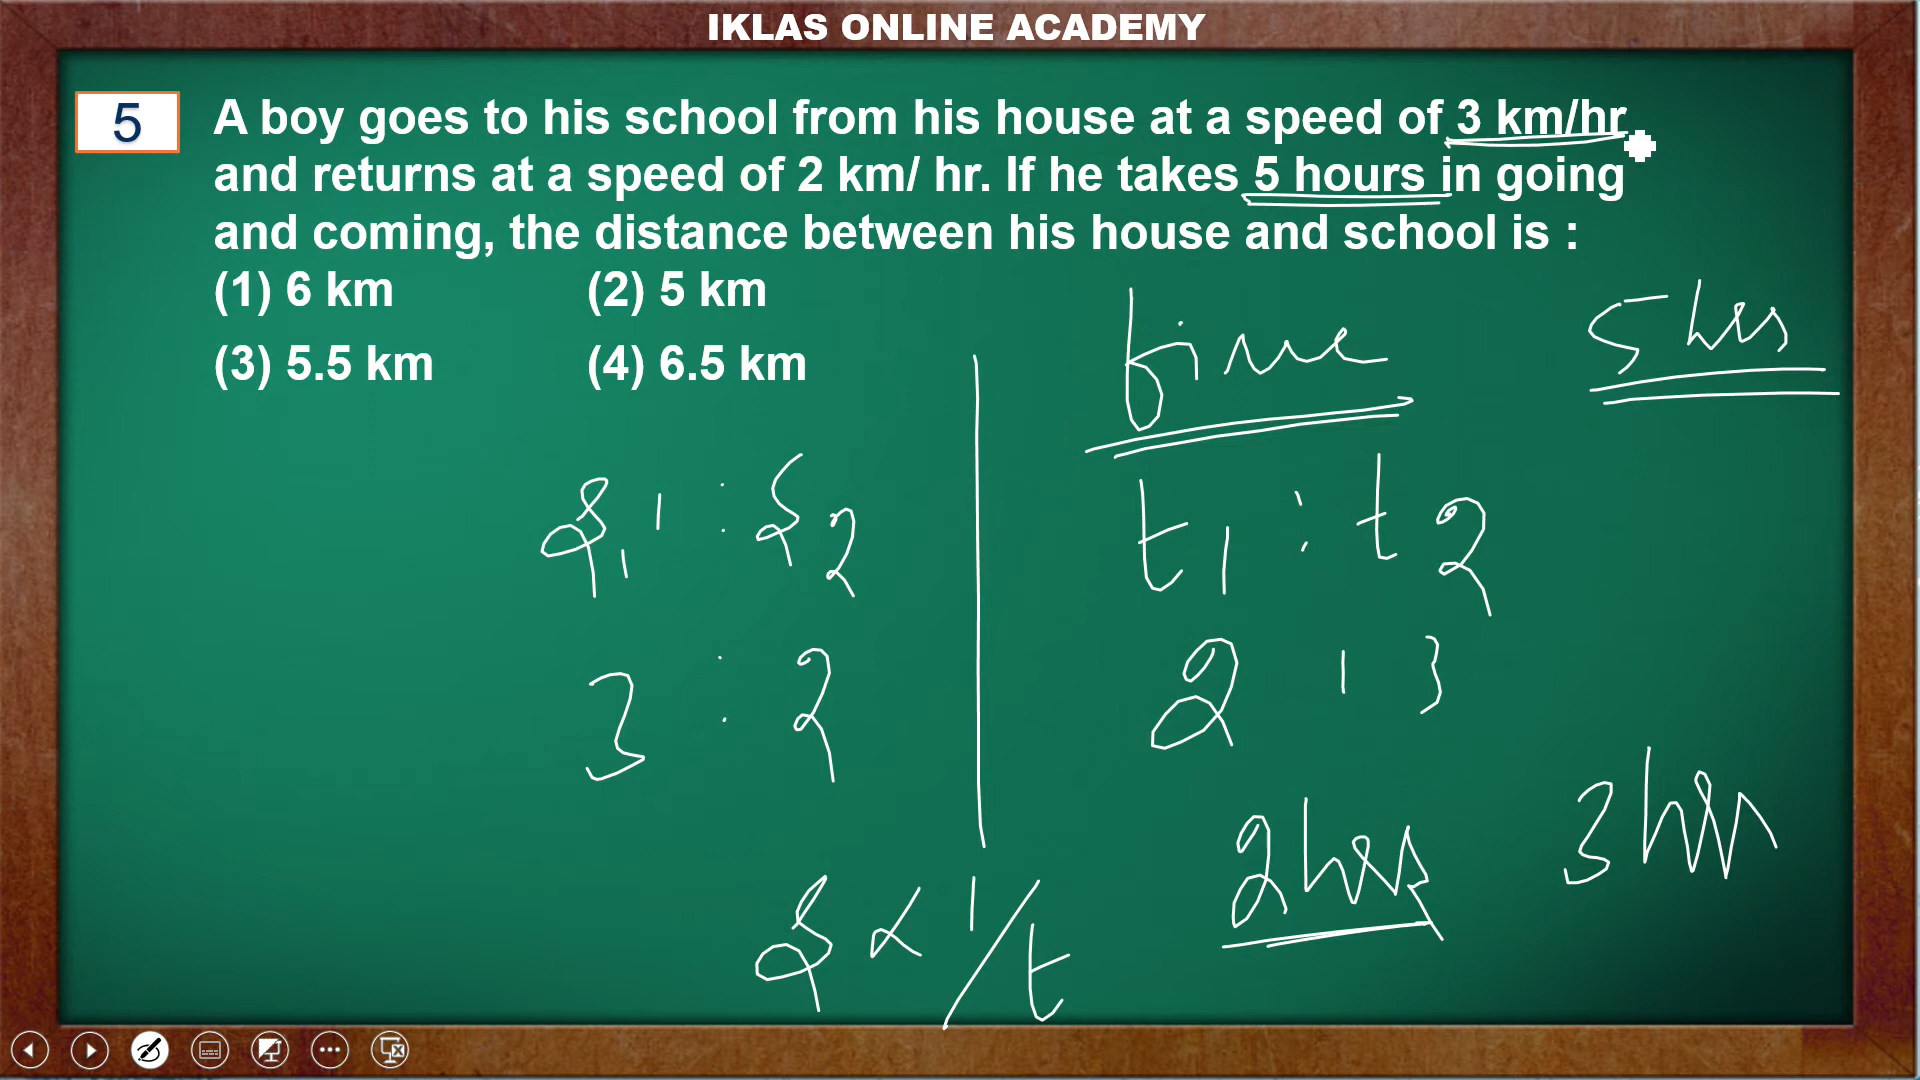 IKLAS ONLINE ACADEMY
5
A boy goes to his school from his house at a speed of 3 km/hr
and returns at a speed of 2 km/ hr. If he takes 5 hours in going
and coming, the distance between his house and school is :
(1) 6 km (2) 5 km
(3) 5.5 km (4) 6.5 km
time
5 hrs
S1 : S2
t1 : t2
3 : 2
2 : 3
2 hrs
3 hrs
S ∝ 1/t